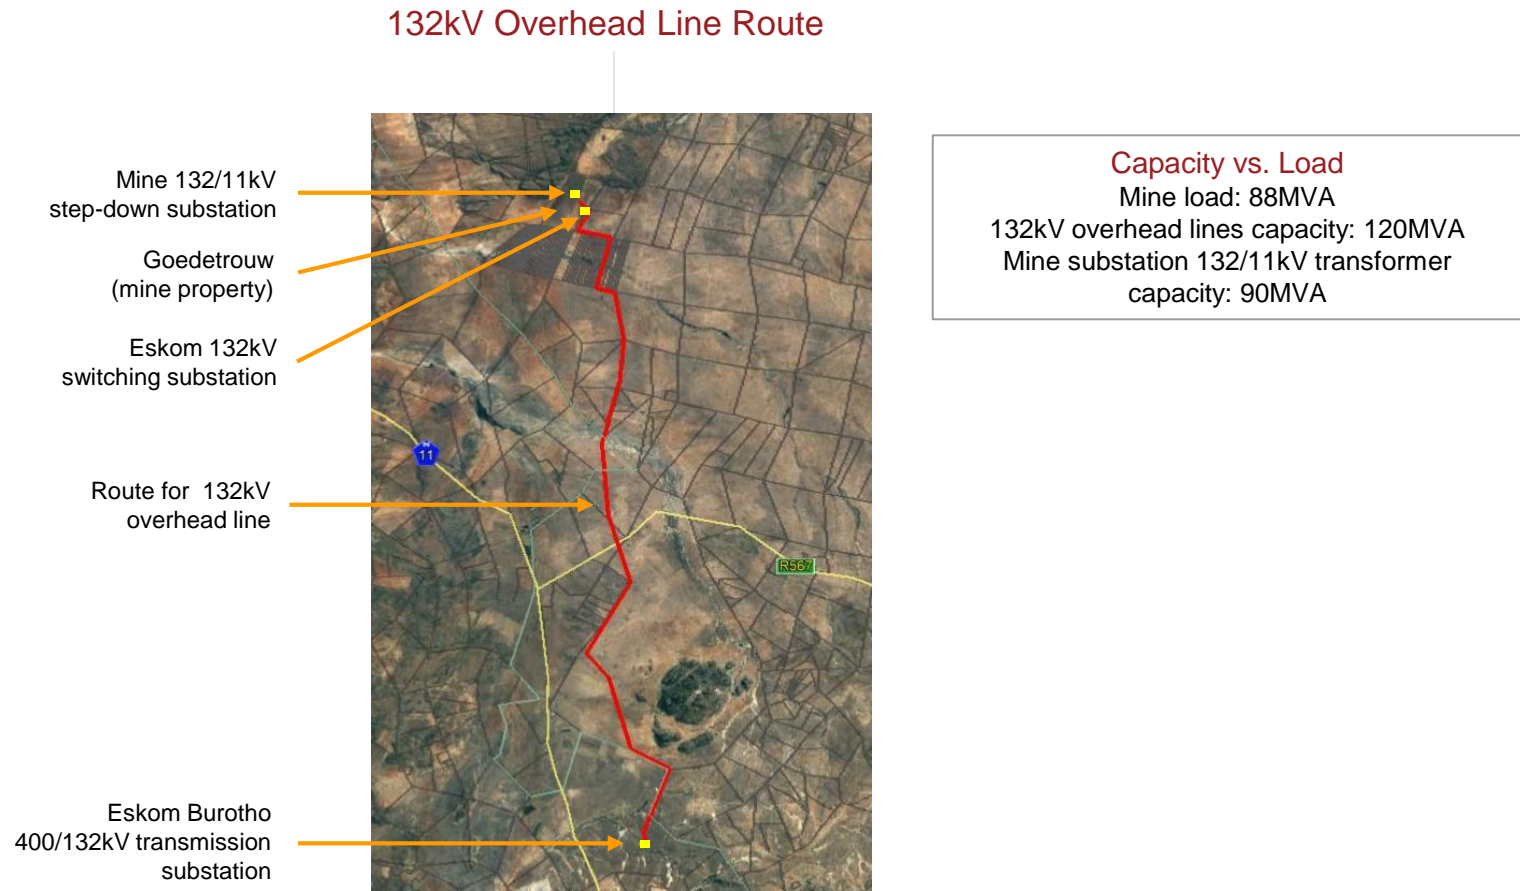 132kV Overhead Line Route
Mine 132/11kV
step-down substation
Goedetrouw
(mine property)
Eskom 132kV
switching substation
Route for 132kV
overhead line
Eskom Burotho
400/132kV transmission
substation
N
11
R567
Capacity vs. Load
Mine load: 88MVA
132kV overhead lines capacity: 120MVA
Mine substation 132/11kV transformer
capacity: 90MVA